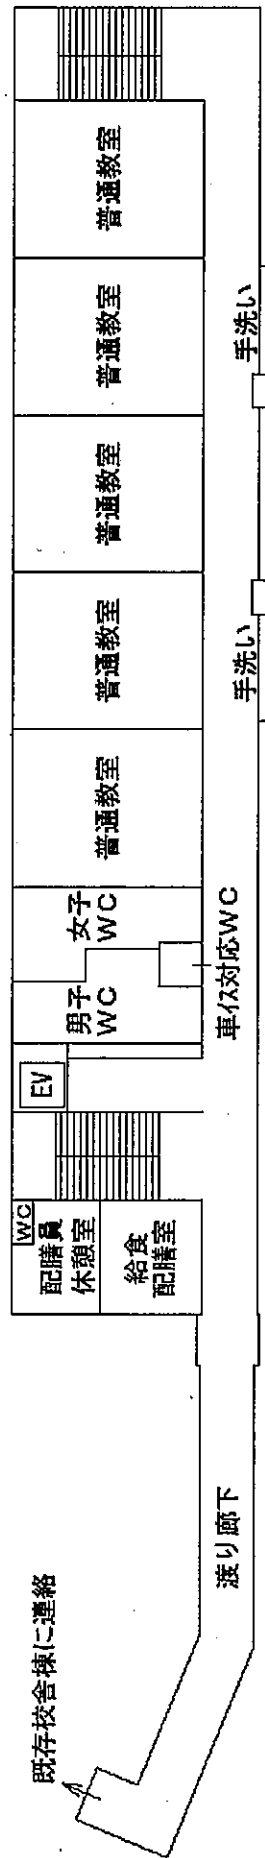 既存校舎棟に連絡
渡り廊下
WC
配膳員
休憩室
給食
配膳室
EV
男子
WC
女子
WC
車イス対応WC
普通教室
普通教室
普通教室
普通教室
普通教室
手洗い
手洗い